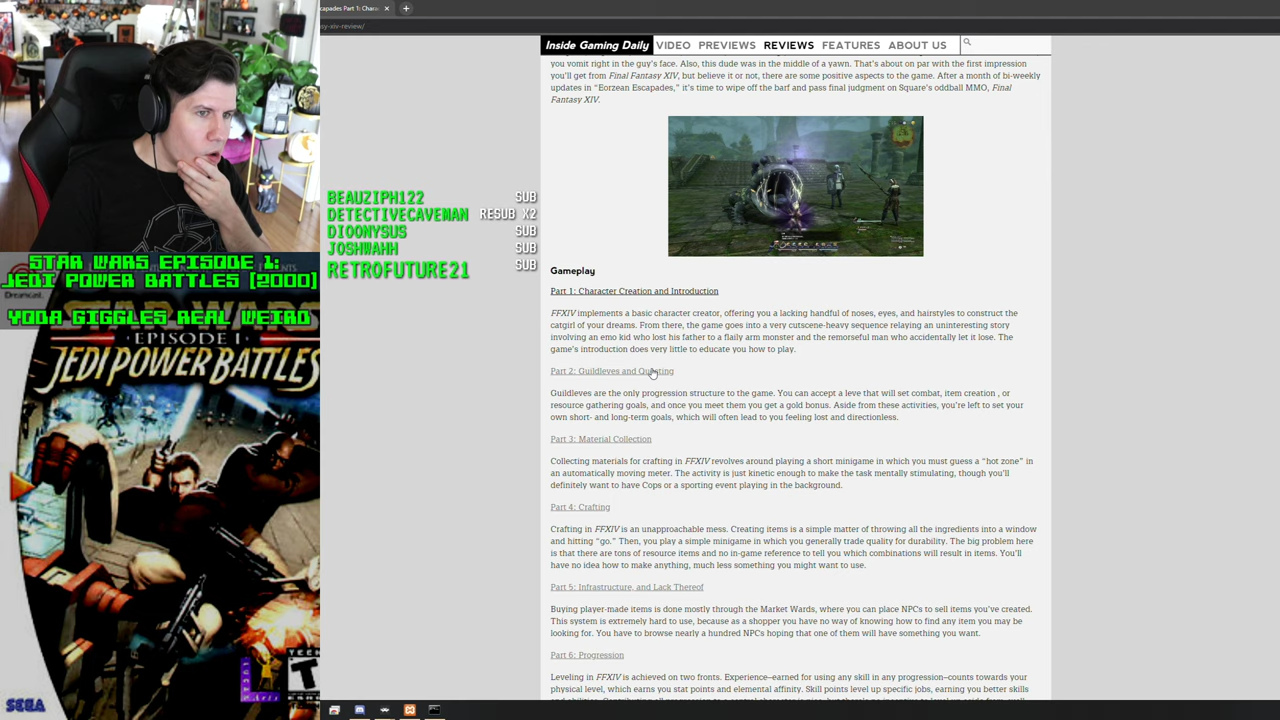 capades Part 1: Chara
sy-xiv-review/
Inside Gaming Daily VIDEO PREVIEWS REVIEWS FEATURES ABOUT US
you vomit right in the guy's face. Also, this dude was in the middle of a yawn. That's about on par with the first impression
you'll get from Final Fantasy XIV, but believe it or not, there are some positive aspects to the game. After a month of bi-weekly
updates in "Eorzean Escapades," it's time to wipe off the barf and pass final judgment on Square's oddball MMO, Final
Fantasy XIV.
BEAUZIPH122 SUB
DETECTIVECAVEMAN RESUB X2
DIOONYSUS SUB
JOSHWAHH SUB
RETROFUTURE21 SUB
Gameplay
Part 1: Character Creation and Introduction
FFXIV implements a basic character creator, offering you a lacking handful of noses, eyes, and hairstyles to construct the
catgirl of your dreams. From there, the game goes into a very cutscene-heavy sequence relaying an uninteresting story
involving an emo kid who lost his father to a flaily arm monster and the remorseful man who accidentally let it lose. The
game's introduction does very little to educate you how to play.
Part 2: Guildleves and Questing
Guildleves are the only progression structure to the game. You can accept a leve that will set combat, item creation , or
resource gathering goals, and once you meet them you get a gold bonus. Aside from these activities, you're left to set your
own short- and long-term goals, which will often lead to you feeling lost and directionless.
Part 3: Material Collection
Collecting materials for crafting in FFXIV revolves around playing a short minigame in which you must guess a "hot zone" in
an automatically moving meter. The activity is just kinetic enough to make the task mentally stimulating, though you'll
definitely want to have Cops or a sporting event playing in the background.
Part 4: Crafting
Crafting in FFXIV is an unapproachable mess. Creating items is a simple matter of throwing all the ingredients into a window
and hitting "go." Then, you play a simple minigame in which you generally trade quality for durability. The big problem here
is that there are tons of resource items and no in-game reference to tell you which combinations will result in items. You'll
have no idea how to make anything, much less something you might want to use.
Part 5: Infrastructure, and Lack Thereof
Buying player-made items is done mostly through the Market Wards, where you can place NPCs to sell items you've created.
This system is extremely hard to use, because as a shopper you have no way of knowing how to find any item you may be
looking for. You have to browse nearly a hundred NPCs hoping that one of them will have something you want.
Part 6: Progression
Leveling in FFXIV is achieved on two fronts. Experience–earned for using any skill in any progression–counts towards your
physical level, which earns you stat points and elemental affinity. Skill points level up specific jobs, earning you better skills
STAR WARS EPISODE 1:
JEDI POWER BATTLES [2000]
YODA GIGGLES REAL WEIRD
Dreamcast
STAR WARS
EPISODE I
JEDI POWER BATTLES
TEEN
T
SEGA